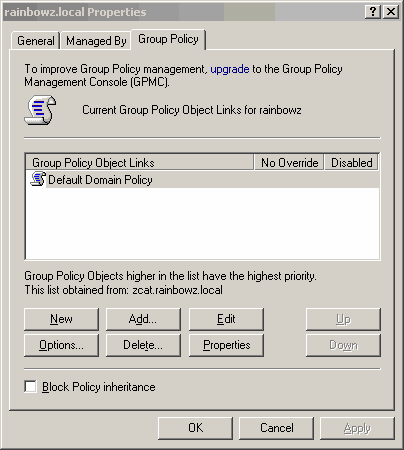 rainbowz.local Properties
General
Managed By
Group Policy
To improve Group Policy management, upgrade to the Group Policy
Management Console (GPMC).
Current Group Policy Object Links for rainbowz
Group Policy Object Links
No Override
Disabled
Default Domain Policy
Group Policy Objects higher in the list have the highest priority.
This list obtained from: zcat.rainbowz.local
New
Add...
Edit
Up
Options...
Delete...
Properties
Down
Block Policy inheritance
OK
Cancel
Apply